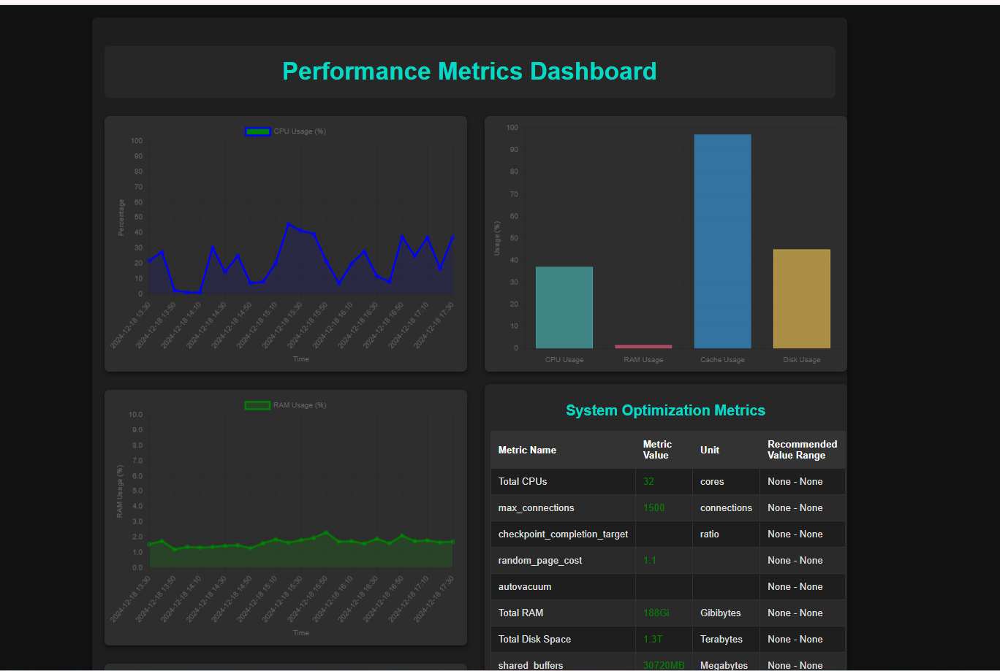 Performance Metrics Dashboard
CPU Usage (%)
100
90
80
70
60
50
40
30
20
10
0
Percentage
2024-12-18 13:30
2024-12-18 13:50
2024-12-18 14:10
2024-12-18 14:30
2024-12-18 14:50
2024-12-18 15:10
2024-12-18 15:30
2024-12-18 15:50
2024-12-18 16:10
2024-12-18 16:30
2024-12-18 16:50
2024-12-18 17:10
2024-12-18 17:30
Time
100
90
80
70
60
50
40
30
20
10
0
Usage (%)
CPU Usage
RAM Usage
Cache Usage
Disk Usage
RAM Usage (%)
10.0
9.0
8.0
7.0
6.0
5.0
4.0
3.0
2.0
1.0
0.0
RAM Usage (%)
2024-12-18 13:30
2024-12-18 13:50
2024-12-18 14:10
2024-12-18 14:30
2024-12-18 14:50
2024-12-18 15:10
2024-12-18 15:30
2024-12-18 15:50
2024-12-18 16:10
2024-12-18 16:30
2024-12-18 16:50
2024-12-18 17:10
2024-12-18 17:30
Time
System Optimization Metrics
Metric Name Metric Value Unit Recommended Value Range
Total CPUs 32 cores None - None
max_connections 1500 connections None - None
checkpoint_completion_target ratio None - None
random_page_cost 1.1 None - None
autovacuum None - None
Total RAM 188Gi Gibibytes None - None
Total Disk Space 1.3T Terabytes None - None
shared_buffers 30720MB Megabytes None - None